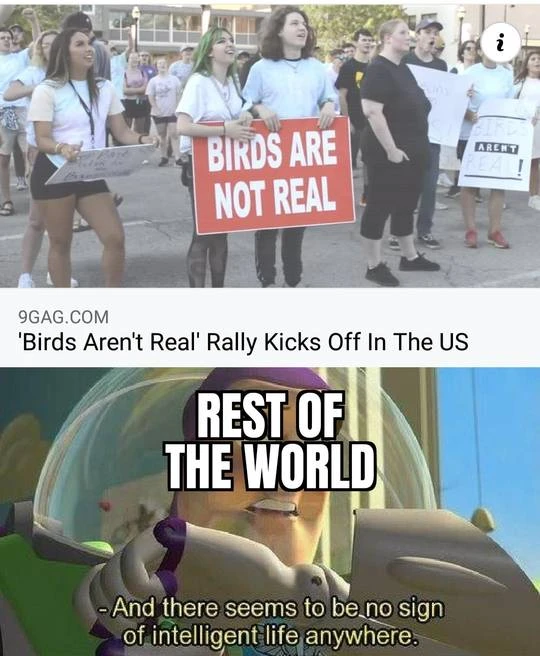 i
BIRDS ARE
NOT REAL
BIRDS
AREN'T
REAL!
9GAG.COM
'Birds Aren't Real' Rally Kicks Off In The US
REST OF
THE WORLD
- And there seems to be no sign
of intelligent life anywhere.